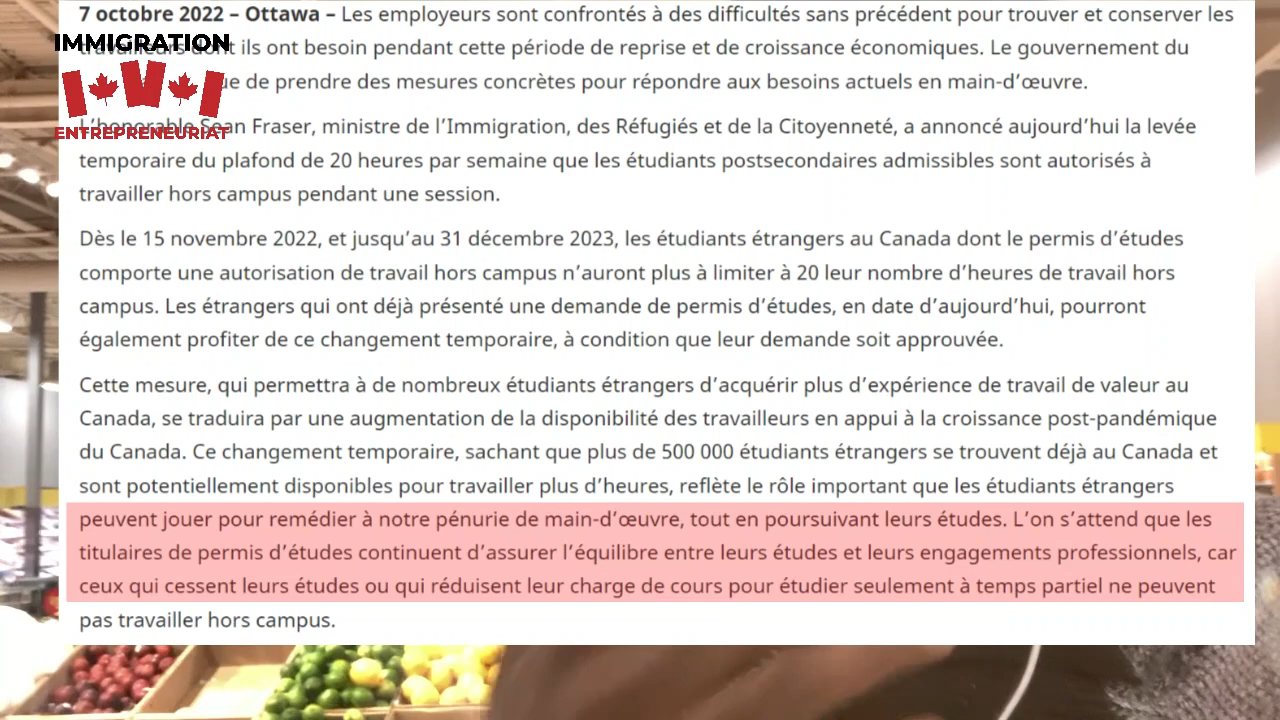 7 octobre 2022 – Ottawa – Les employeurs sont confrontés à des difficultés sans précédent pour trouver et conserver les
IMMIGRATION
travailleurs dont ils ont besoin pendant cette période de reprise et de croissance économiques. Le gouvernement du
de prendre des mesures concrètes pour répondre aux besoins actuels en main-d’œuvre.
ENTREPRENEURIAT
L’honorable Sean Fraser, ministre de l’Immigration, des Réfugiés et de la Citoyenneté, a annoncé aujourd’hui la levée
temporaire du plafond de 20 heures par semaine que les étudiants postsecondaires admissibles sont autorisés à
travailler hors campus pendant une session.
Dès le 15 novembre 2022, et jusqu’au 31 décembre 2023, les étudiants étrangers au Canada dont le permis d’études
comporte une autorisation de travail hors campus n’auront plus à limiter à 20 leur nombre d’heures de travail hors
campus. Les étrangers qui ont déjà présenté une demande de permis d’études, en date d’aujourd’hui, pourront
également profiter de ce changement temporaire, à condition que leur demande soit approuvée.
Cette mesure, qui permettra à de nombreux étudiants étrangers d’acquérir plus d’expérience de travail de valeur au
Canada, se traduira par une augmentation de la disponibilité des travailleurs en appui à la croissance post-pandémique
du Canada. Ce changement temporaire, sachant que plus de 500 000 étudiants étrangers se trouvent déjà au Canada et
sont potentiellement disponibles pour travailler plus d’heures, reflète le rôle important que les étudiants étrangers
peuvent jouer pour remédier à notre pénurie de main-d’œuvre, tout en poursuivant leurs études. L’on s’attend que les
titulaires de permis d’études continuent d’assurer l’équilibre entre leurs études et leurs engagements professionnels, car
ceux qui cessent leurs études ou qui réduisent leur charge de cours pour étudier seulement à temps partiel ne peuvent
pas travailler hors campus.